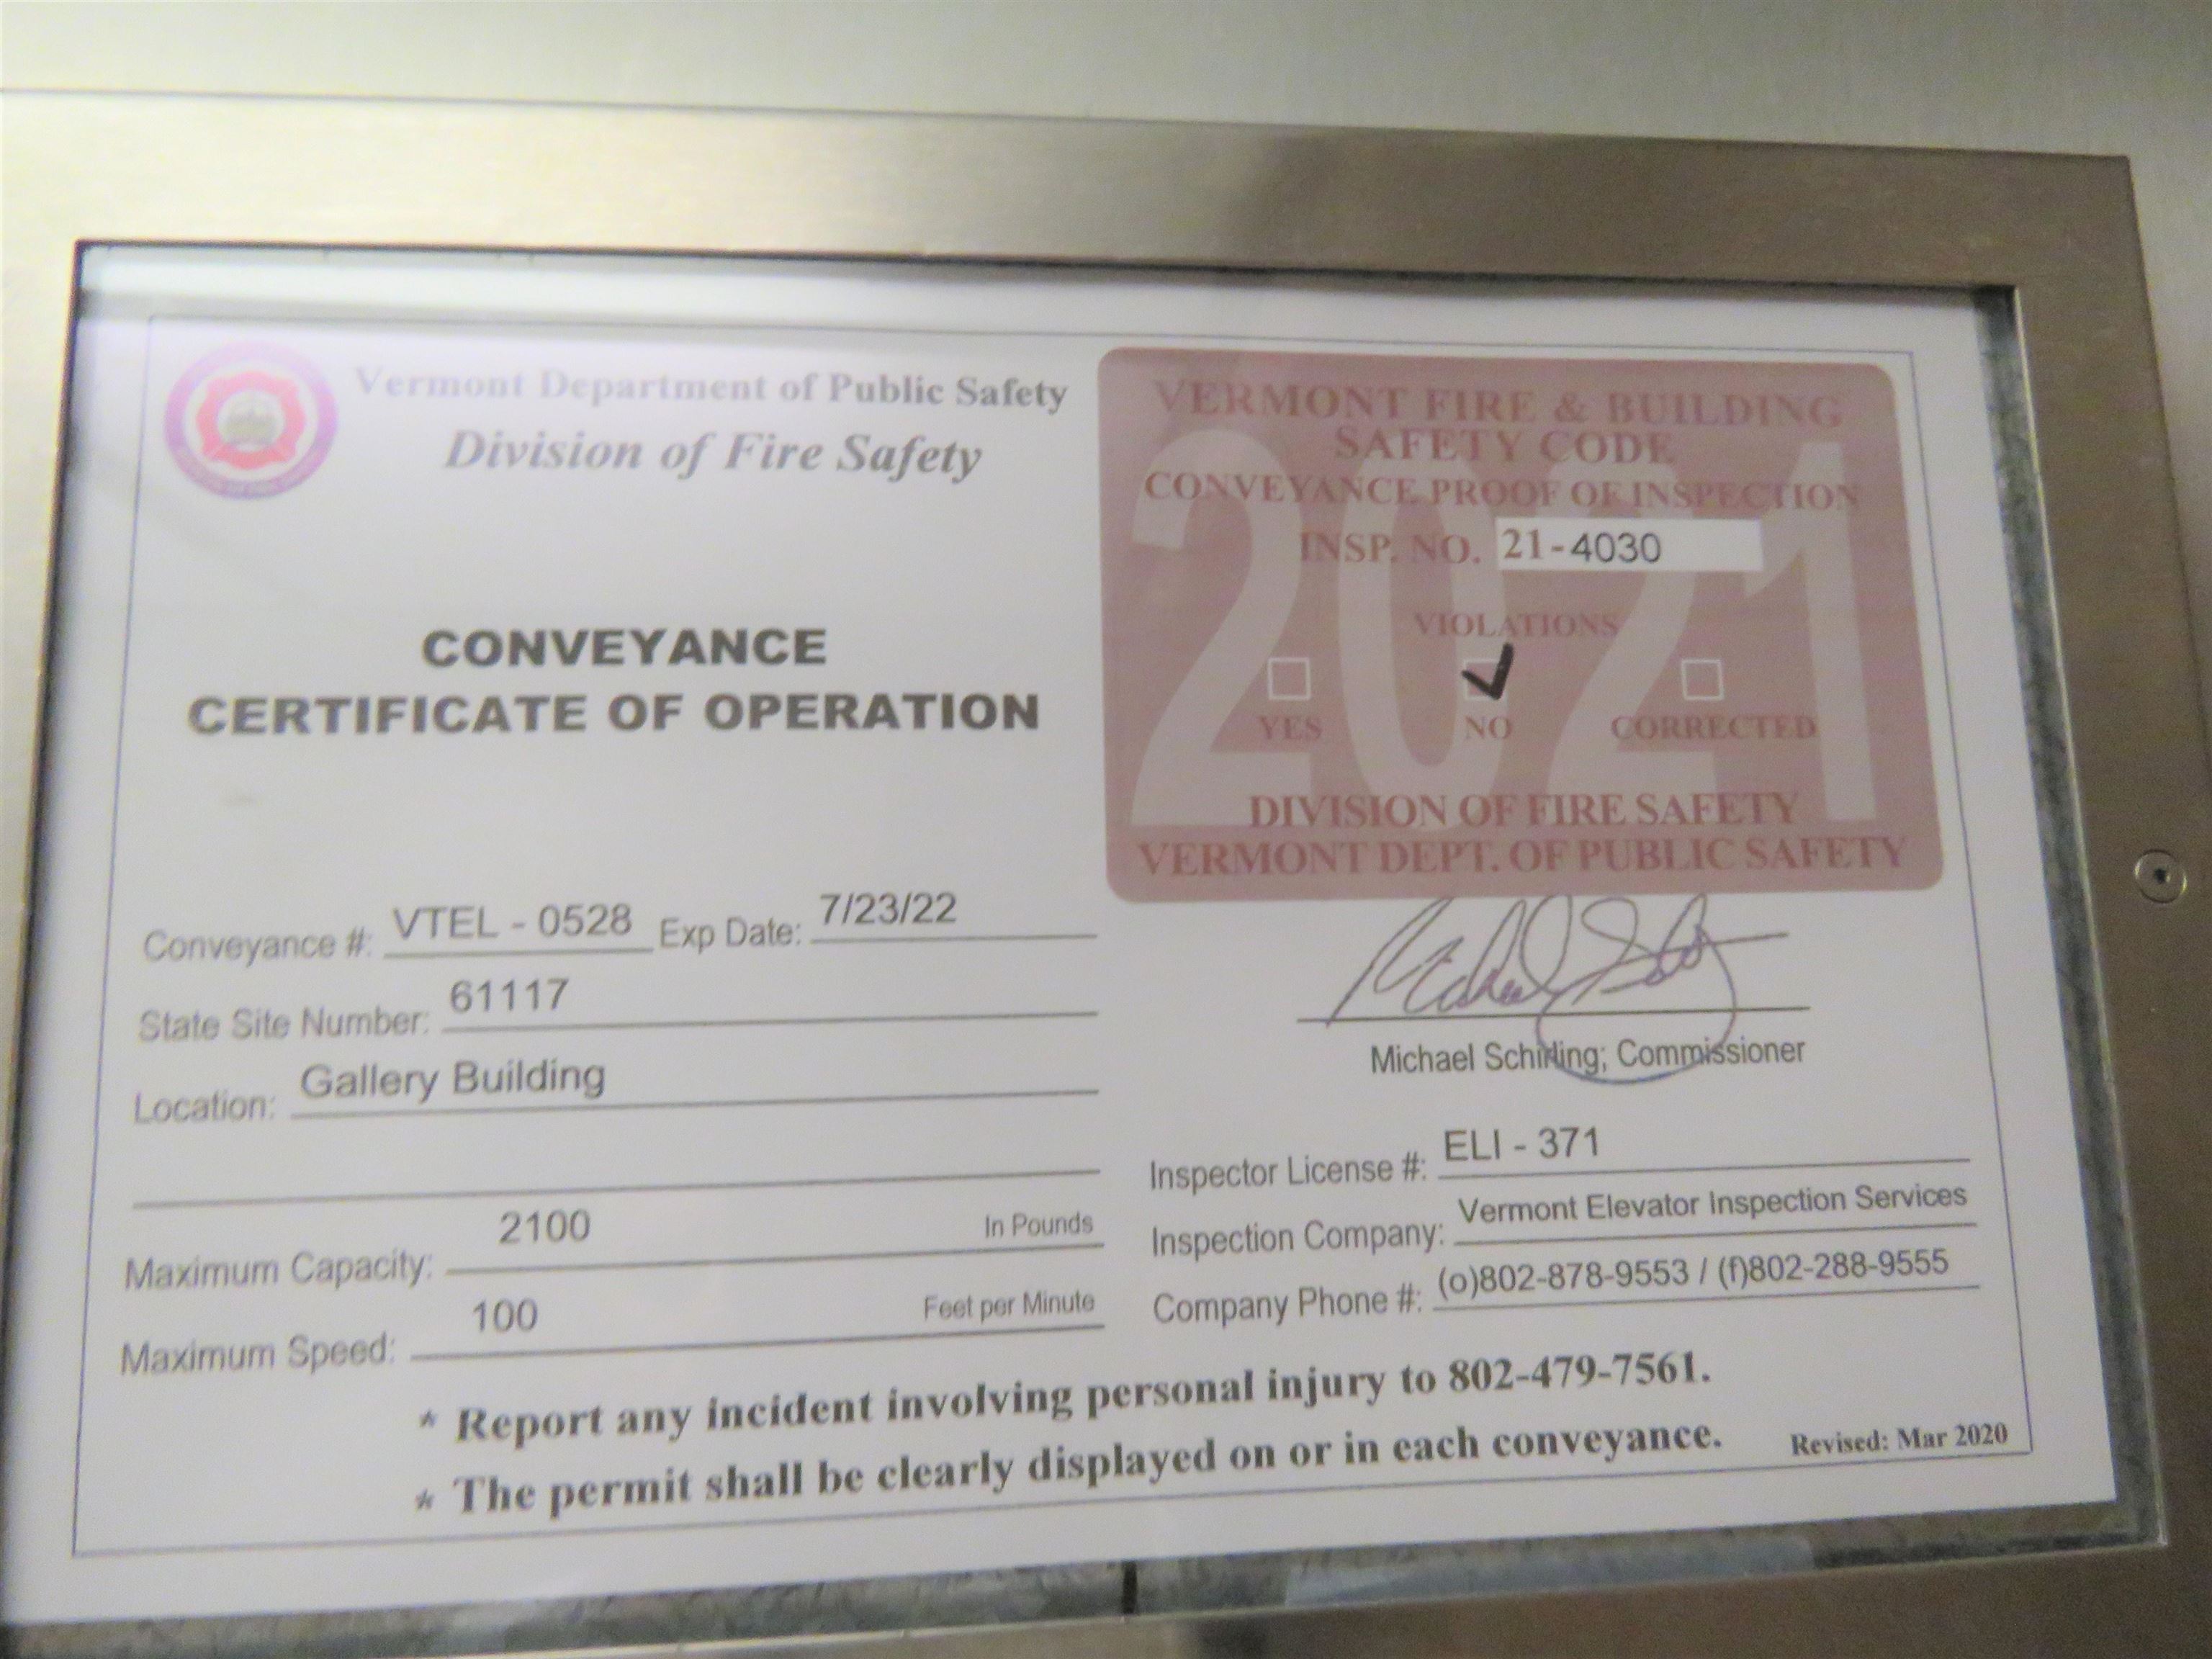 Vermont Department of Public Safety
Division of Fire Safety
CONVEYANCE
CERTIFICATE OF OPERATION
VERMONT FIRE & BUILDING
SAFETY CODE
CONVEYANCE PROOF OF INSPECTION
INSP. NO. 21-4030
VIOLATIONS
YES NO CORRECTED
2021
DIVISION OF FIRE SAFETY
VERMONT DEPT. OF PUBLIC SAFETY
Conveyance #: VTEL - 0528 Exp Date: 7/23/22
State Site Number: 61117
Location: Gallery Building
Maximum Capacity: 2100 In Pounds
Maximum Speed: 100 Feet per Minute
Michael Schirling; Commissioner
Inspector License #: ELI - 371
Inspection Company: Vermont Elevator Inspection Services
Company Phone #: (o)802-878-9553 / (f)802-288-9555
* Report any incident involving personal injury to 802-479-7561.
* The permit shall be clearly displayed on or in each conveyance.
Revised: Mar 2020